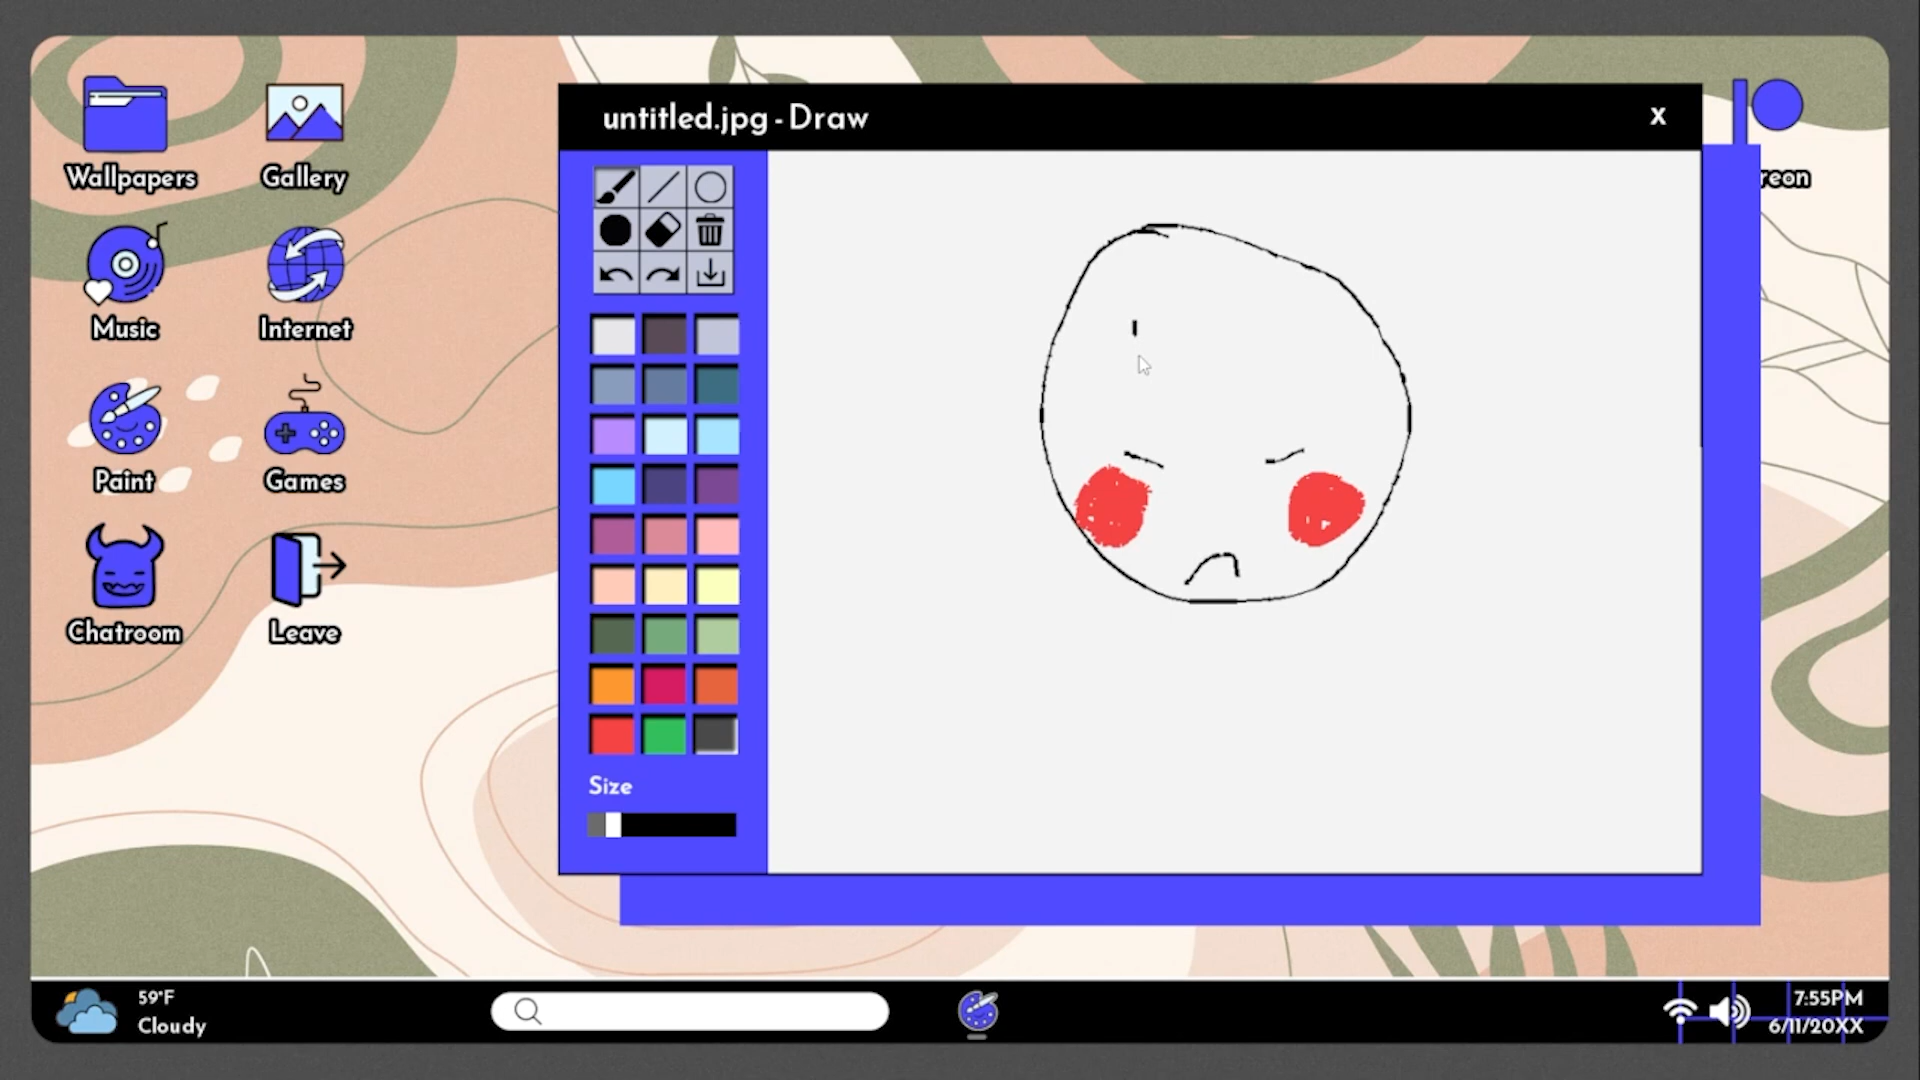 untitled.jpg - Draw
x
Wallpapers
Gallery
reon
Music
Internet
Paint
Games
Chatroom
Leave
Size
59°F
Cloudy
7:55PM
6/11/20XX